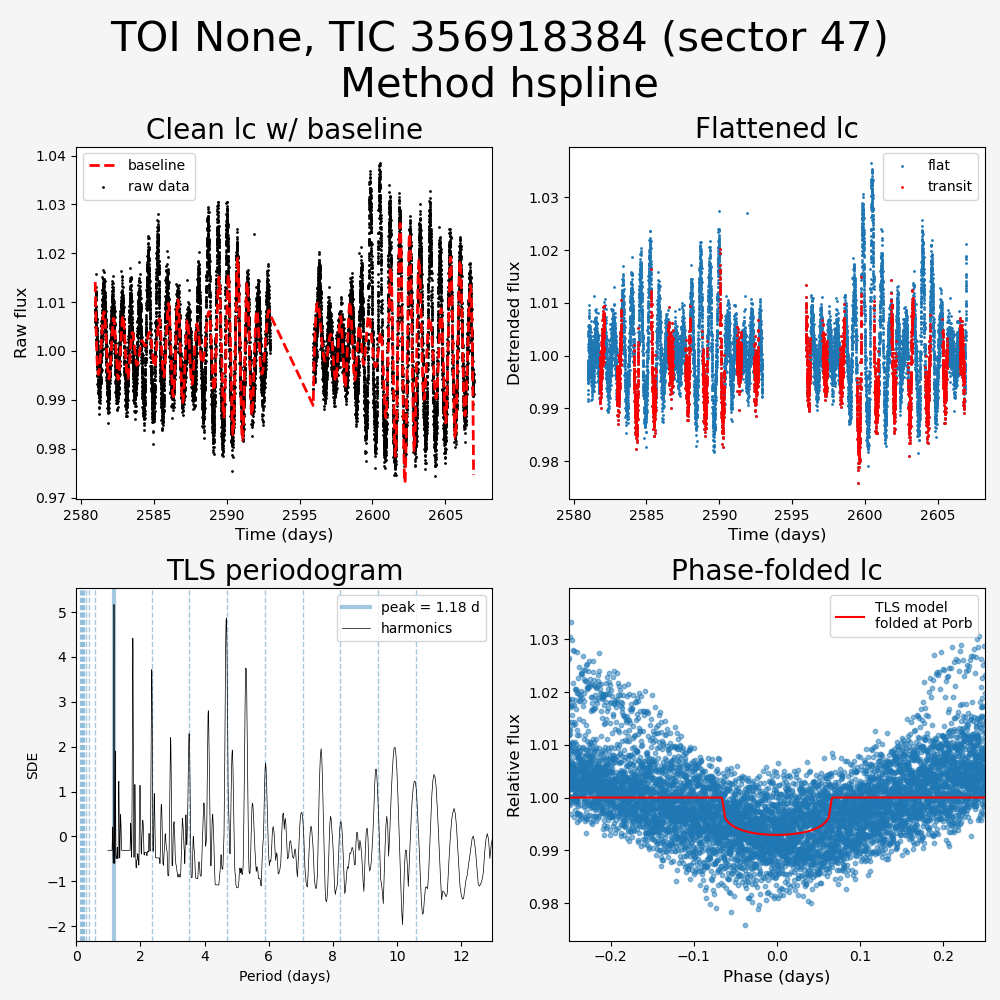 TOI None, TIC 356918384 (sector 47)
Method hspline
Clean lc w/ baseline
Flattened lc
1.04
1.03
1.02
1.01
1.00
0.99
0.98
0.97
Raw flux
baseline
raw data
2580
2585
2590
2595
2600
2605
Time (days)
1.03
1.02
1.01
1.00
0.99
0.98
Detrended flux
flat
transit
2580
2585
2590
2595
2600
2605
Time (days)
TLS periodogram
Phase-folded lc
5
4
3
2
1
0
−1
−2
SDE
peak = 1.18 d
harmonics
0
2
4
6
8
10
12
Period (days)
1.03
1.02
1.01
1.00
0.99
0.98
Relative flux
TLS model
folded at Porb
−0.2
−0.1
0.0
0.1
0.2
Phase (days)